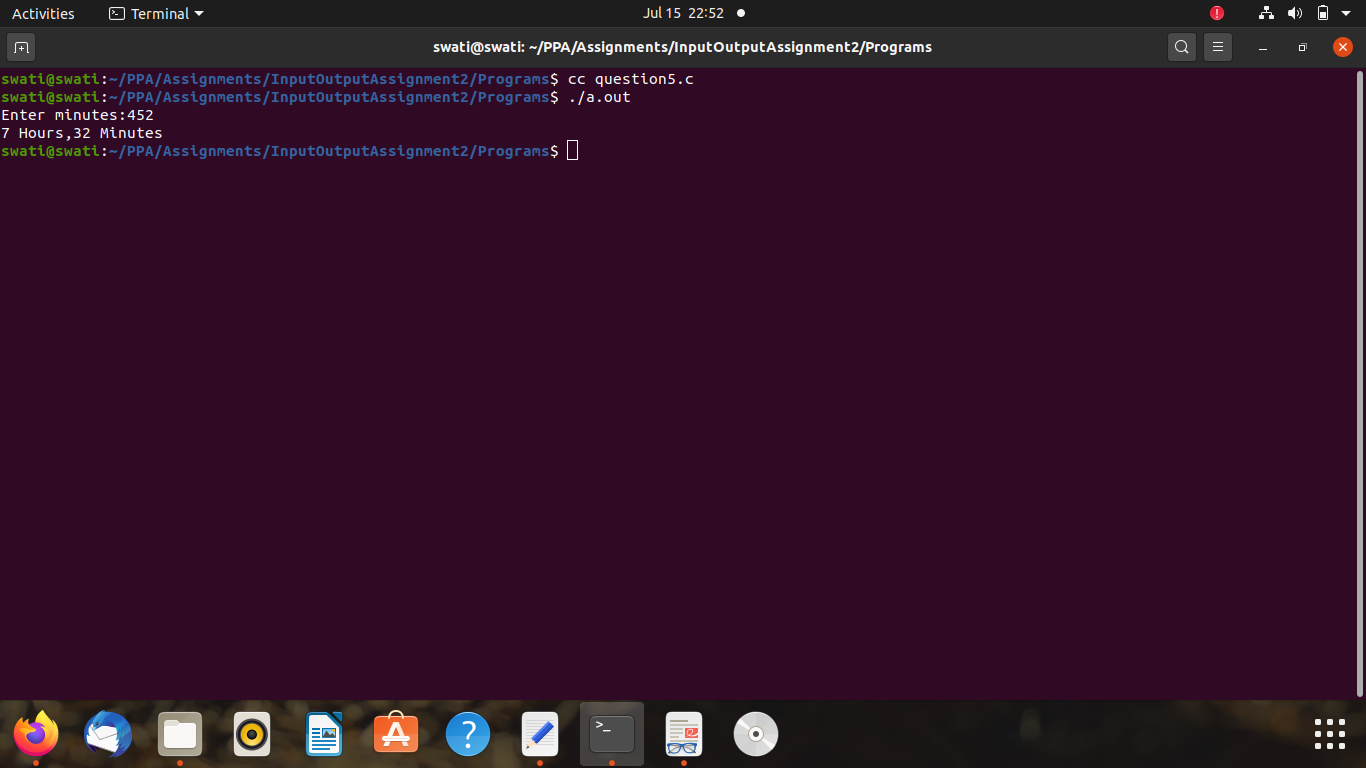 Activities Terminal Jul 15 22:52
swati@swati: ~/PPA/Assignments/InputOutputAssignment2/Programs
swati@swati:~/PPA/Assignments/InputOutputAssignment2/Programs$ cc question5.c
swati@swati:~/PPA/Assignments/InputOutputAssignment2/Programs$ ./a.out
Enter minutes:452
7 Hours,32 Minutes
swati@swati:~/PPA/Assignments/InputOutputAssignment2/Programs$